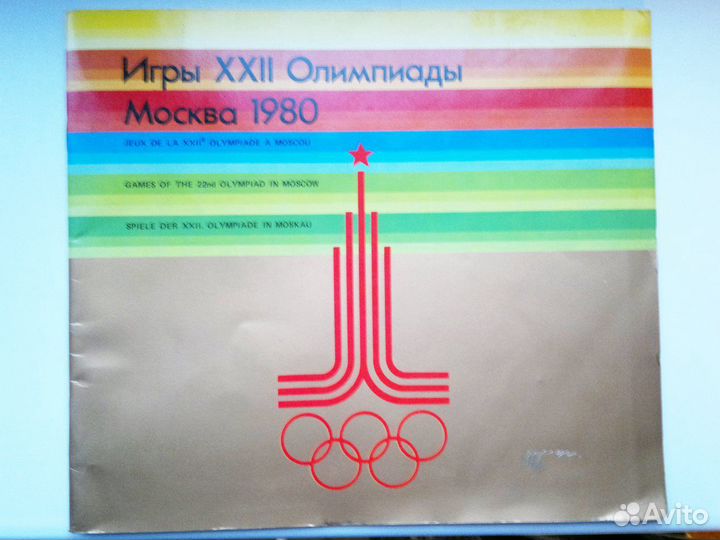 Игры XXII Олимпиады
Москва 1980
JEUX DE LA XXIIᵉ OLYMPIADE À MOSCOU
GAMES OF THE 22nd OLYMPIAD IN MOSCOW
SPIELE DER XXII. OLYMPIADE IN MOSKAU
Avito